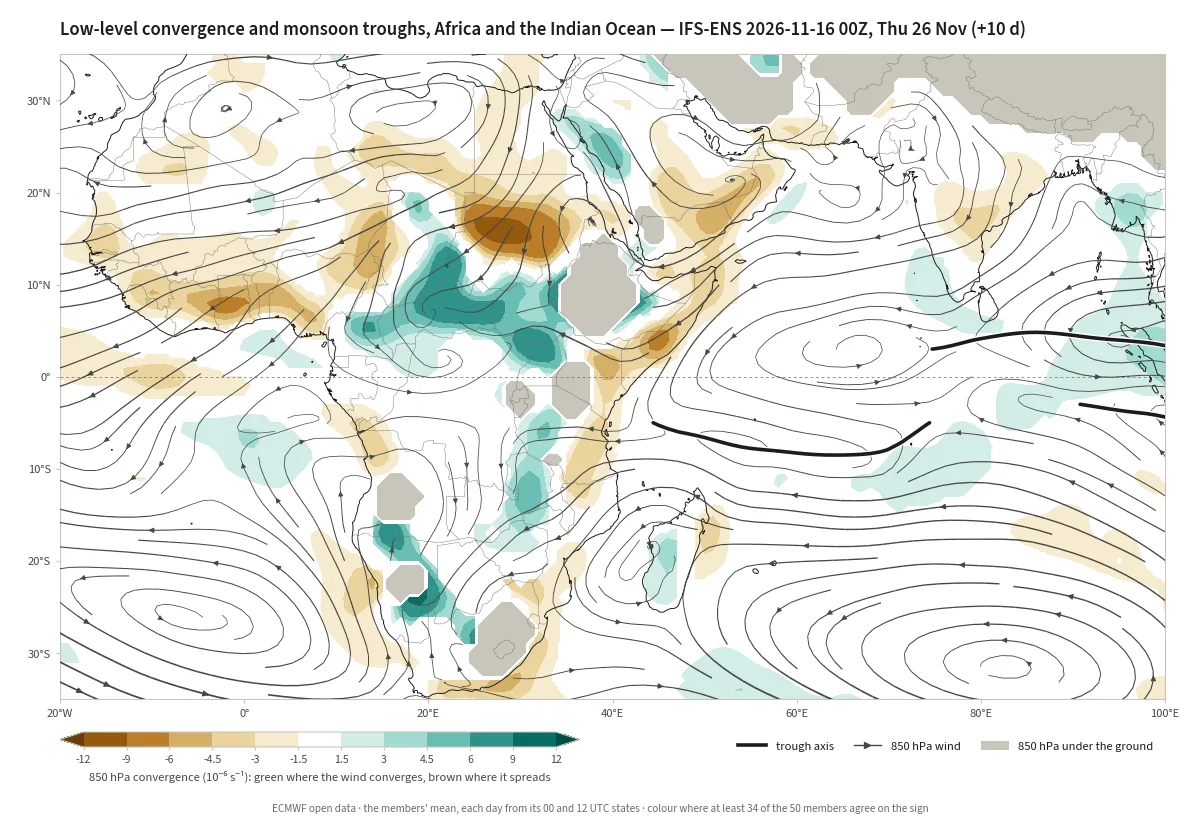 Low-level convergence and monsoon troughs, Africa and the Indian Ocean — IFS-ENS 2026-11-16 00Z, Thu 26 Nov (+10 d)
30°N
20°N
10°N
0°
10°S
20°S
30°S
20°W 0° 20°E 40°E 60°E 80°E 100°E
-12 -9 -6 -4.5 -3 -1.5 1.5 3 4.5 6 9 12
850 hPa convergence (10⁻⁶ s⁻¹): green where the wind converges, brown where it spreads
trough axis 850 hPa wind 850 hPa under the ground
ECMWF open data · the members' mean, each day from its 00 and 12 UTC states · colour where at least 34 of the 50 members agree on the sign